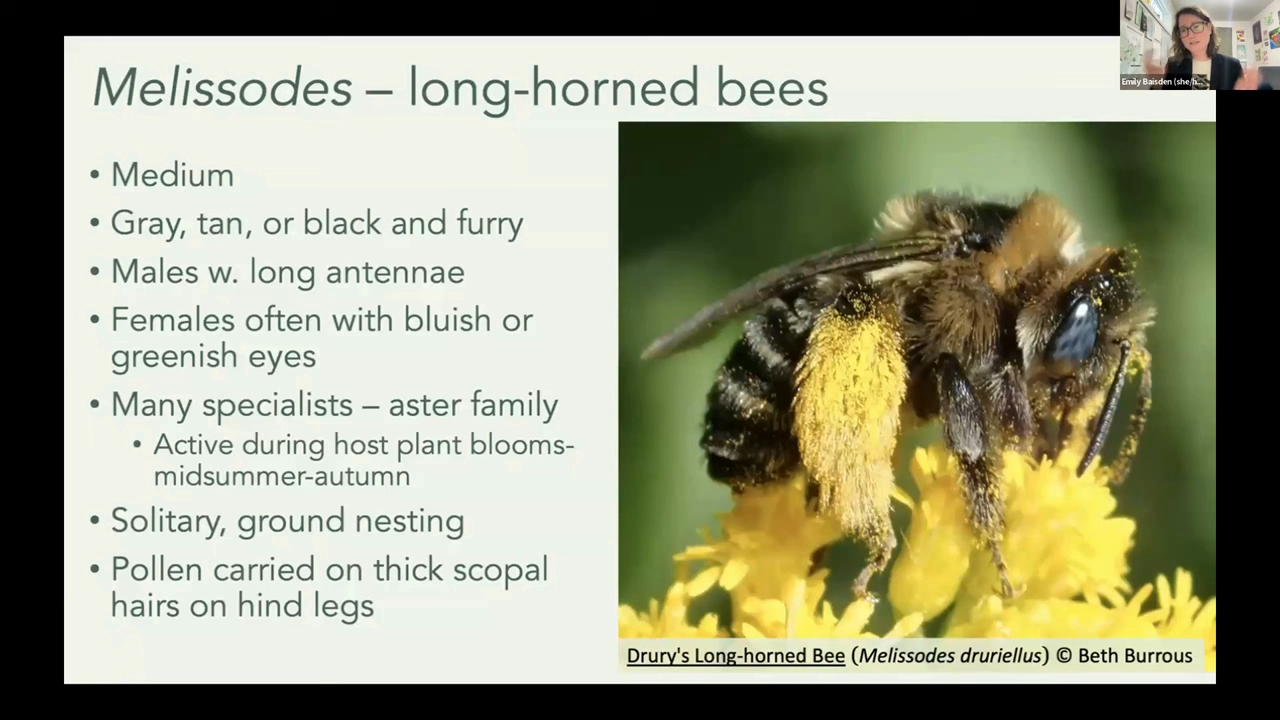 Melissodes – long-horned bees
Emily Baisden (she/h...
• Medium
• Gray, tan, or black and furry
• Males w. long antennae
• Females often with bluish or
greenish eyes
• Many specialists – aster family
• Active during host plant blooms-
midsummer-autumn
• Solitary, ground nesting
• Pollen carried on thick scopal
hairs on hind legs
Drury's Long-horned Bee (Melissodes druriellus) © Beth Burrous